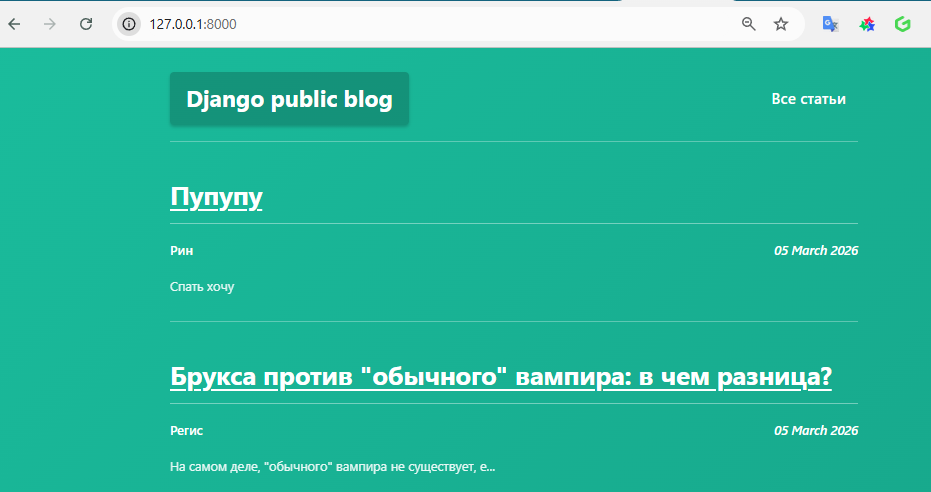 127.0.0.1:8000
Django public blog
Все статьи
Пупупу
Рин
05 March 2026
Спать хочу
Брукса против "обычного" вампира: в чем разница?
Регис
05 March 2026
На самом деле, "обычного" вампира не существует, е...